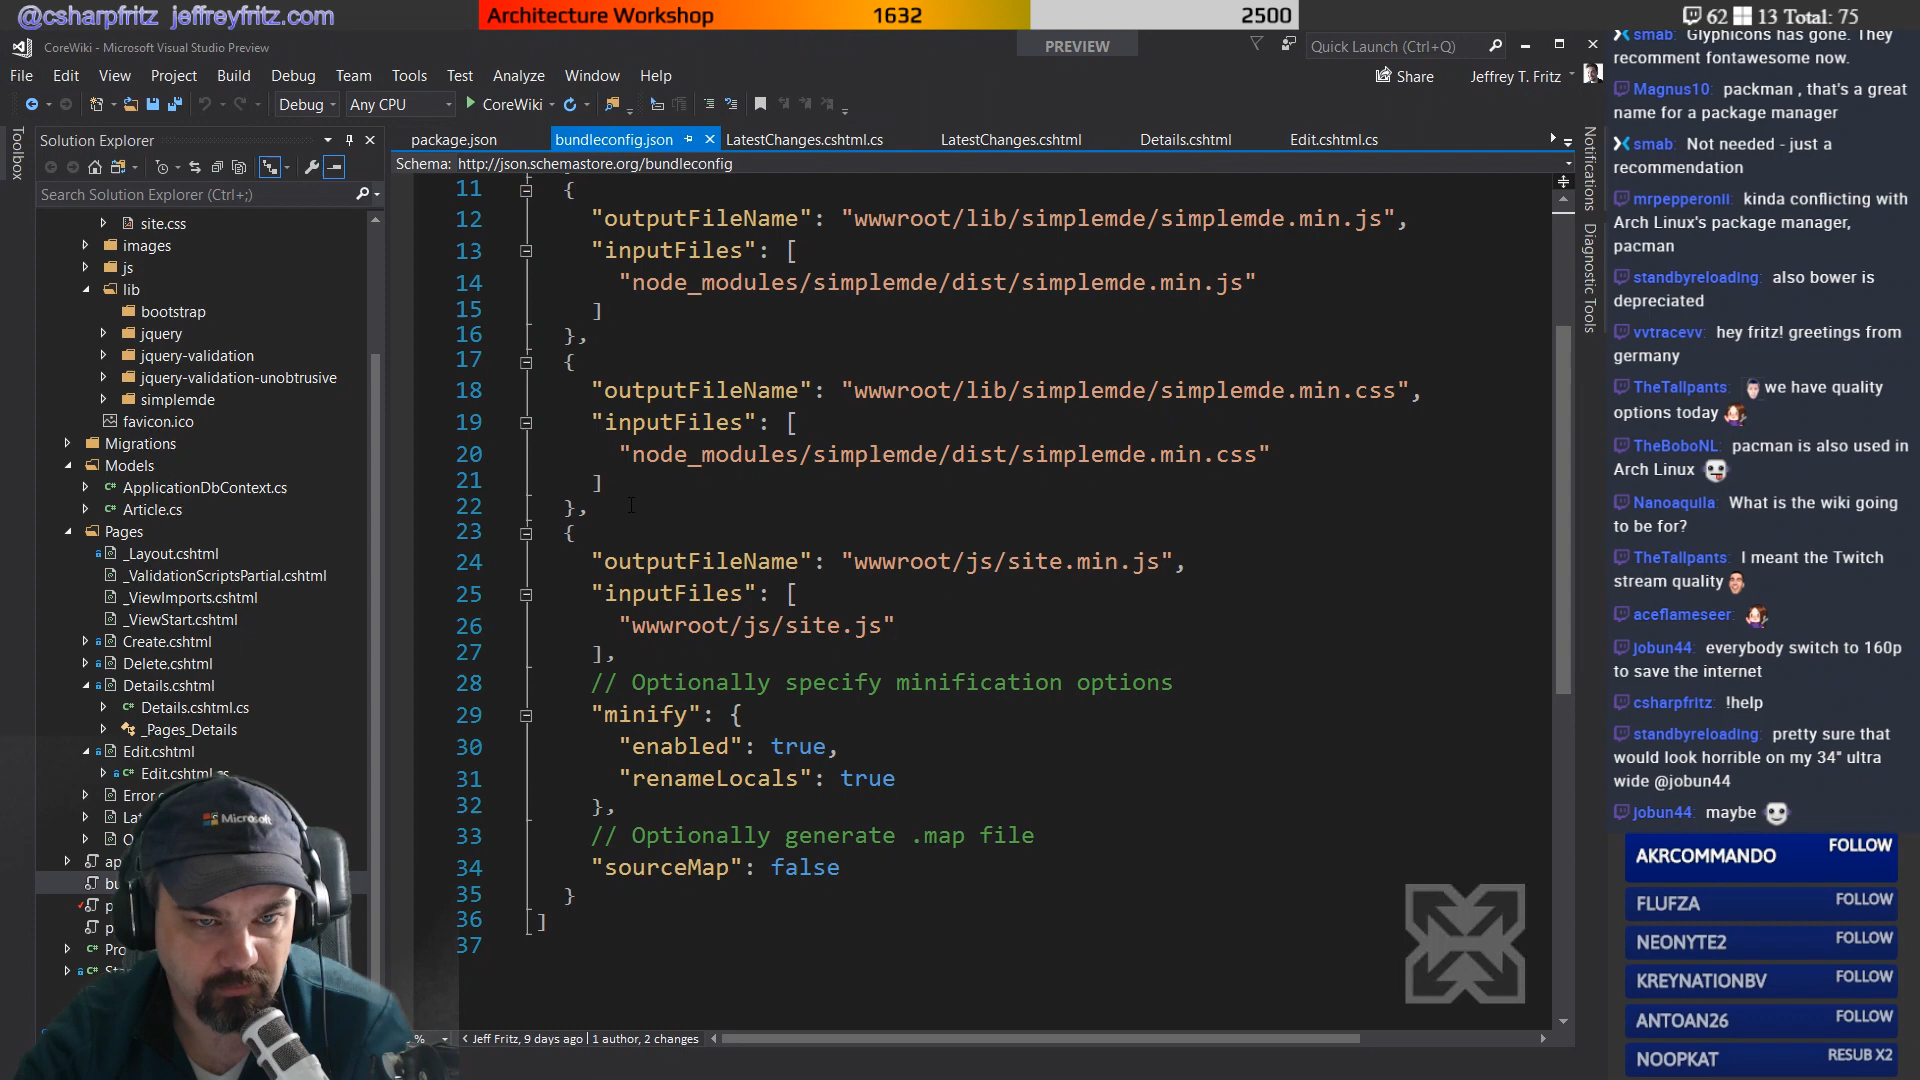 @csharpfritz jeffreyfritz.com
Architecture Workshop 1632 2500
62 13 Total: 75
CoreWiki - Microsoft Visual Studio Preview
PREVIEW
Quick Launch (Ctrl+Q)
File Edit View Project Build Debug Team Tools Test Analyze Window Help
Share Jeffrey T. Fritz
Debug Any CPU CoreWiki
Toolbox
Solution Explorer
Search Solution Explorer (Ctrl+;)
site.css
images
js
lib
bootstrap
jquery
jquery-validation
jquery-validation-unobtrusive
simplemde
favicon.ico
Migrations
Models
ApplicationDbContext.cs
Article.cs
Pages
_Layout.cshtml
_ValidationScriptsPartial.cshtml
_ViewImports.cshtml
_ViewStart.cshtml
Create.cshtml
Delete.cshtml
Details.cshtml
Details.cshtml.cs
_Pages_Details
Edit.cshtml
Edit.cshtml.cs
Error.c
La
ap
bu
p
p
Pro
Sta
package.json bundleconfig.json LatestChanges.cshtml.cs LatestChanges.cshtml Details.cshtml Edit.cshtml.cs
Schema: http://json.schemastore.org/bundleconfig
11 {
12 "outputFileName": "wwwroot/lib/simplemde/simplemde.min.js",
13 "inputFiles": [
14 "node_modules/simplemde/dist/simplemde.min.js"
15 ]
16 },
17 {
18 "outputFileName": "wwwroot/lib/simplemde/simplemde.min.css",
19 "inputFiles": [
20 "node_modules/simplemde/dist/simplemde.min.css"
21 ]
22 },
23 {
24 "outputFileName": "wwwroot/js/site.min.js",
25 "inputFiles": [
26 "wwwroot/js/site.js"
27 ],
28 // Optionally specify minification options
29 "minify": {
30 "enabled": true,
31 "renameLocals": true
32 },
33 // Optionally generate .map file
34 "sourceMap": false
35 }
36 ]
37
% Jeff Fritz, 9 days ago | 1 author, 2 changes
Notifications
Diagnostic Tools
smab: Glyphicons has gone. They
recomment fontawesome now.
Magnus10: packman , that's a great
name for a package manager
smab: Not needed - just a
recommendation
mrpepperonII: kinda conflicting with
Arch Linux's package manager,
pacman
standbyreloading: also bower is
depreciated
vvtracevv: hey fritz! greetings from
germany
TheTallpants: we have quality
options today
TheBoboNL: pacman is also used in
Arch Linux
Nanoaquila: What is the wiki going
to be for?
TheTallpants: I meant the Twitch
stream quality
aceflameseer:
jobun44: everybody switch to 160p
to save the internet
csharpfritz: !help
standbyreloading: pretty sure that
would look horrible on my 34" ultra
wide @jobun44
jobun44: maybe
AKRCOMMANDO FOLLOW
FLUFZA FOLLOW
NEONYTE2 FOLLOW
KREYNATIONBV FOLLOW
ANTOAN26 FOLLOW
NOOPKAT RESUB X2
Microsoft